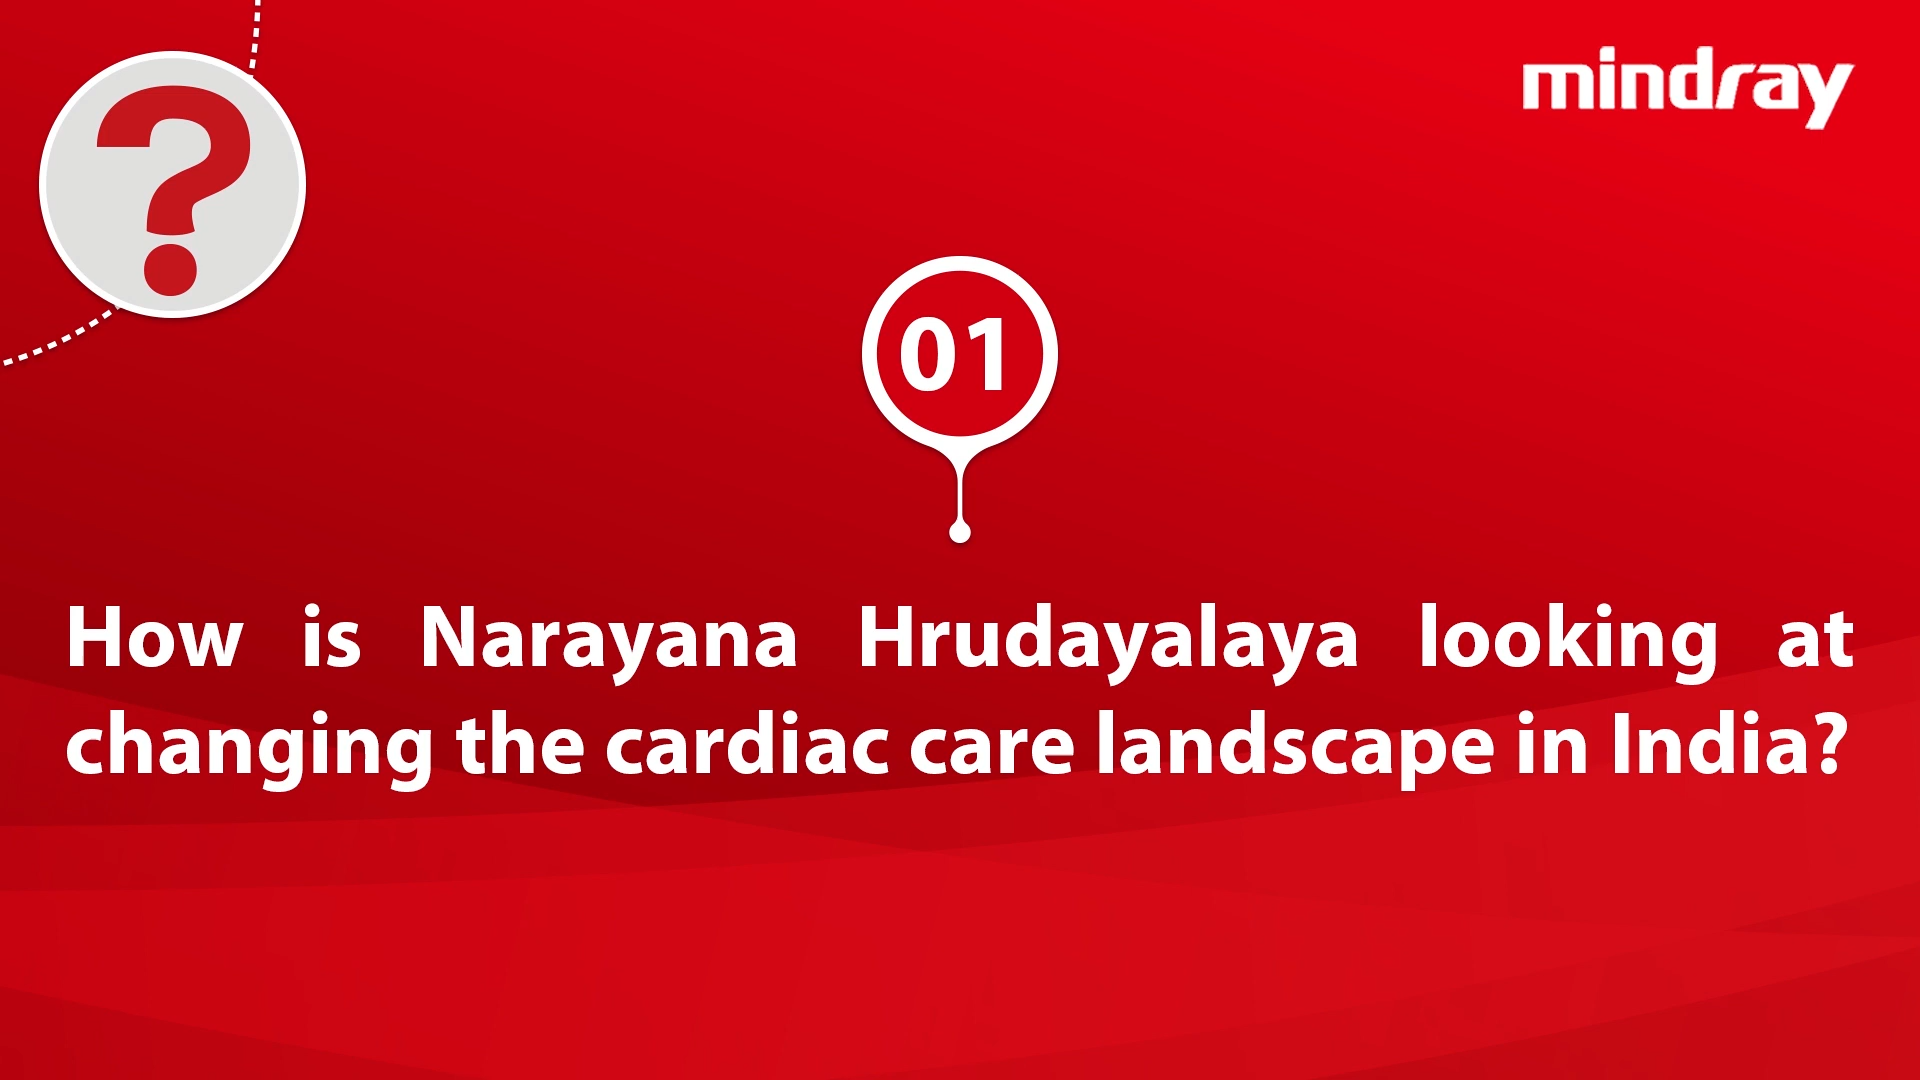 mindray
?
01
How is Narayana Hrudayalaya looking at
changing the cardiac care landscape in India?